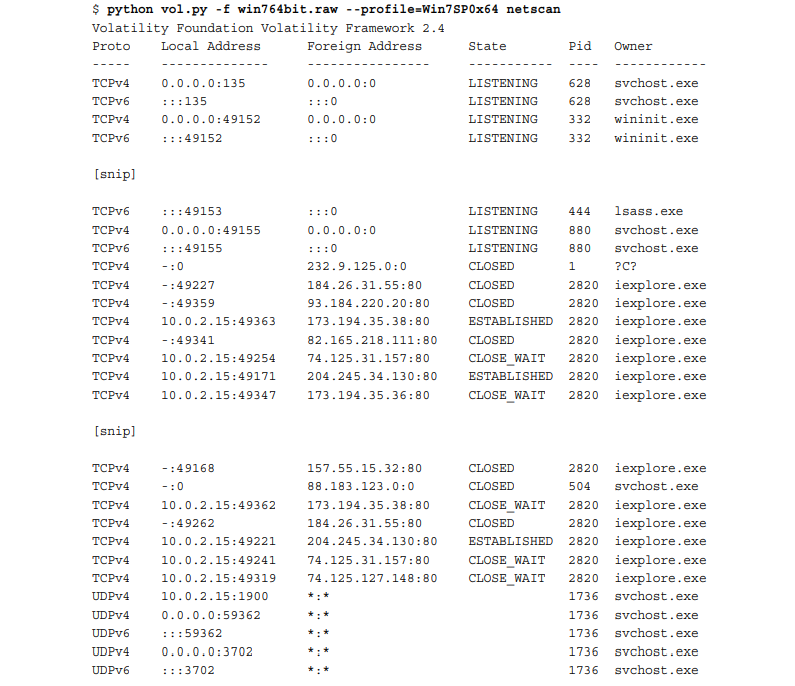 $ python vol.py -f win764bit.raw --profile=Win7SP0x64 netscan
Volatility Foundation Volatility Framework 2.4
Proto Local Address Foreign Address State Pid Owner
----- -------------- ---------------- ----------- ---- ------------
TCPv4 0.0.0.0:135 0.0.0.0:0 LISTENING 628 svchost.exe
TCPv6 :::135 :::0 LISTENING 628 svchost.exe
TCPv4 0.0.0.0:49152 0.0.0.0:0 LISTENING 332 wininit.exe
TCPv6 :::49152 :::0 LISTENING 332 wininit.exe
[snip]
TCPv6 :::49153 :::0 LISTENING 444 lsass.exe
TCPv4 0.0.0.0:49155 0.0.0.0:0 LISTENING 880 svchost.exe
TCPv6 :::49155 :::0 LISTENING 880 svchost.exe
TCPv4 -:0 232.9.125.0:0 CLOSED 1 ?C?
TCPv4 -:49227 184.26.31.55:80 CLOSED 2820 iexplore.exe
TCPv4 -:49359 93.184.220.20:80 CLOSED 2820 iexplore.exe
TCPv4 10.0.2.15:49363 173.194.35.38:80 ESTABLISHED 2820 iexplore.exe
TCPv4 -:49341 82.165.218.111:80 CLOSED 2820 iexplore.exe
TCPv4 10.0.2.15:49254 74.125.31.157:80 CLOSE_WAIT 2820 iexplore.exe
TCPv4 10.0.2.15:49171 204.245.34.130:80 ESTABLISHED 2820 iexplore.exe
TCPv4 10.0.2.15:49347 173.194.35.36:80 CLOSE_WAIT 2820 iexplore.exe
[snip]
TCPv4 -:49168 157.55.15.32:80 CLOSED 2820 iexplore.exe
TCPv4 -:0 88.183.123.0:0 CLOSED 504 svchost.exe
TCPv4 10.0.2.15:49362 173.194.35.38:80 CLOSE_WAIT 2820 iexplore.exe
TCPv4 -:49262 184.26.31.55:80 CLOSED 2820 iexplore.exe
TCPv4 10.0.2.15:49221 204.245.34.130:80 ESTABLISHED 2820 iexplore.exe
TCPv4 10.0.2.15:49241 74.125.31.157:80 CLOSE_WAIT 2820 iexplore.exe
TCPv4 10.0.2.15:49319 74.125.127.148:80 CLOSE_WAIT 2820 iexplore.exe
UDPv4 10.0.2.15:1900 *:* 1736 svchost.exe
UDPv4 0.0.0.0:59362 *:* 1736 svchost.exe
UDPv6 :::59362 *:* 1736 svchost.exe
UDPv4 0.0.0.0:3702 *:* 1736 svchost.exe
UDPv6 :::3702 *:* 1736 svchost.exe